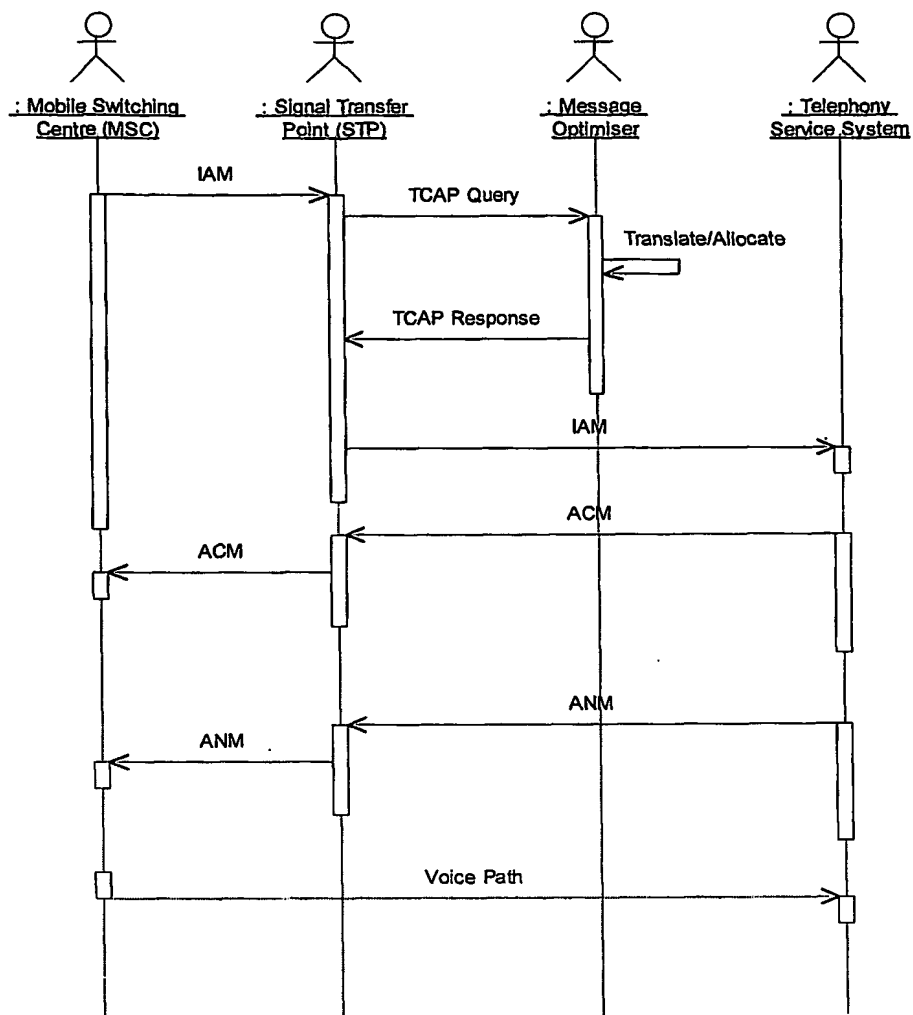 : Mobile Switching
Centre (MSC)
: Signal Transfer
Point (STP)
: Message
Optimiser
: Telephony
Service System
IAM
TCAP Query
Translate/Allocate
TCAP Response
IAM
ACM
ACM
ANM
ANM
Voice Path